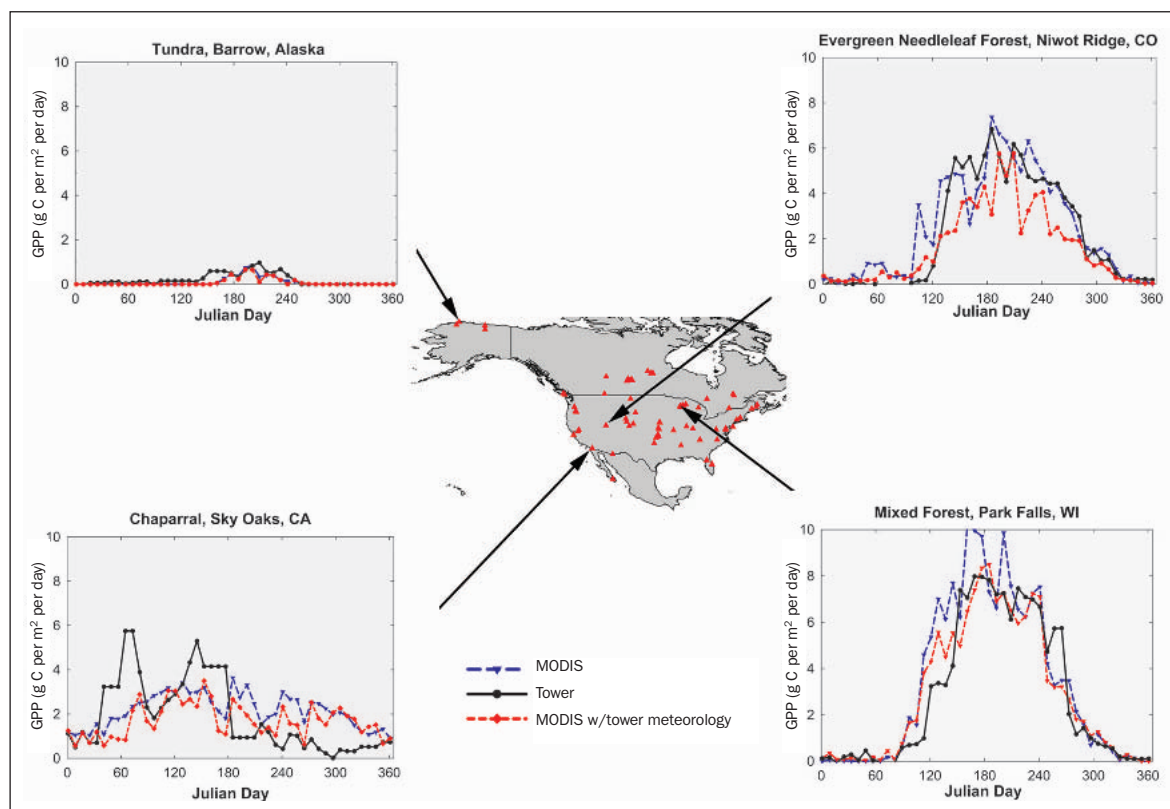 Tundra, Barrow, Alaska
10
8
6
4
2
0
GPP (g C per m² per day)
0 60 120 180 240 300 360
Julian Day
Evergreen Needleleaf Forest, Niwot Ridge, CO
10
8
6
4
2
0
GPP (g C per m² per day)
0 60 120 180 240 300 360
Julian Day
Chaparral, Sky Oaks, CA
10
8
6
4
2
0
GPP (g C per m² per day)
0 60 120 180 240 300 360
Julian Day
MODIS
Tower
MODIS w/tower meteorology
Mixed Forest, Park Falls, WI
10
8
6
4
2
0
GPP (g C per m² per day)
0 60 120 180 240 300 360
Julian Day